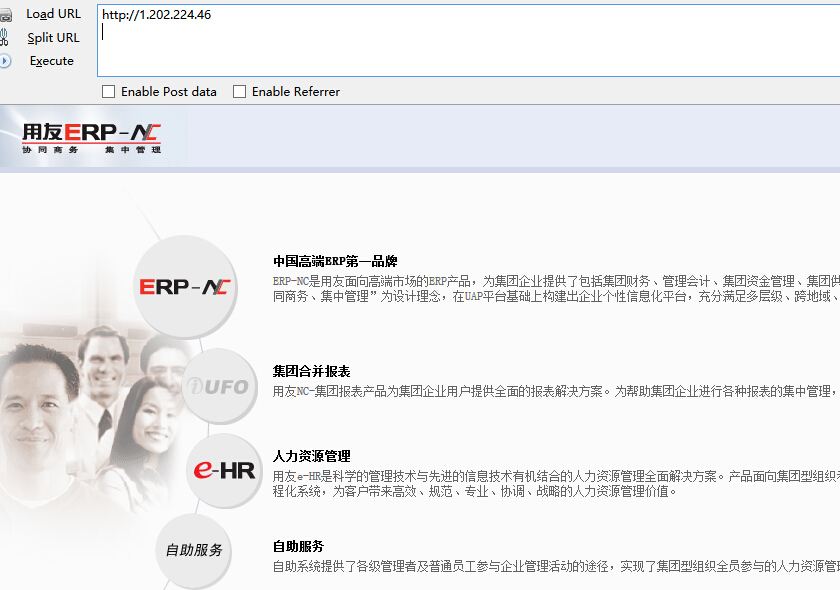 Load URL
http://1.202.224.46
Split URL
Execute
Enable Post data
Enable Referrer
用友ERP-NC
协同商务 集中管理
ERP-NC
中国高端ERP第一品牌
ERP-NC是用友面向高端市场的ERP产品，为集团企业提供了包括集团财务、管理会计、集团资金管理、集团供
同商务、集中管理”为设计理念，在UAP平台基础上构建出企业个性信息化平台，充分满足多层级、跨地域、
iUFO
集团合并报表
用友NC-集团报表产品为集团企业用户提供全面的报表解决方案。为帮助集团企业进行各种报表的集中管理，
e-HR
人力资源管理
用友e-HR是科学的管理技术与先进的信息技术有机结合的人力资源管理全面解决方案。产品面向集团型组织
程化系统，为客户带来高效、规范、专业、协调、战略的人力资源管理价值。
自助服务
自助服务
自助系统提供了各级管理者及普通员工参与企业管理活动的途径，实现了集团型组织全员参与的人力资源管